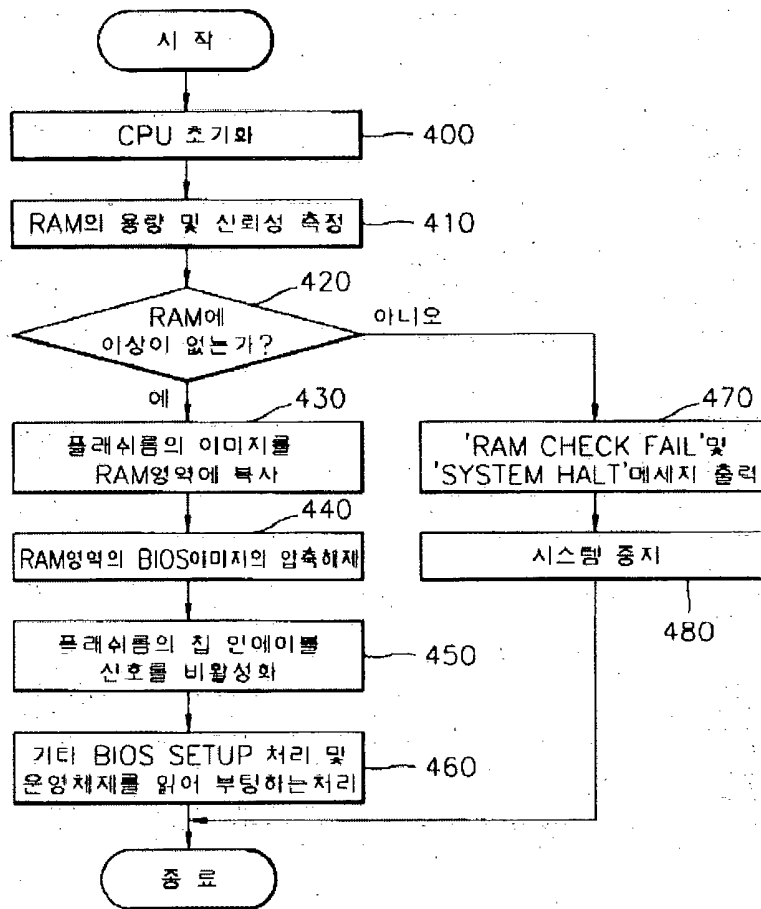 시 작
CPU 초기화
400
RAM의 용량 및 신뢰성 측정
410
420
RAM에
이상이 없는가?
아니오
예
430
플래쉬롬의 이미지를
RAM영역에 복사
440
RAM영역의 BIOS이미지의 압축해제
플래쉬롬의 칩 인에이블
신호를 비활성화
450
기타 BIOS SETUP 처리 및
운영체제를 읽어 부팅하는처리
460
470
'RAM CHECK FAIL'및
'SYSTEM HALT'메세지 출력
시스템 중지
480
종 료